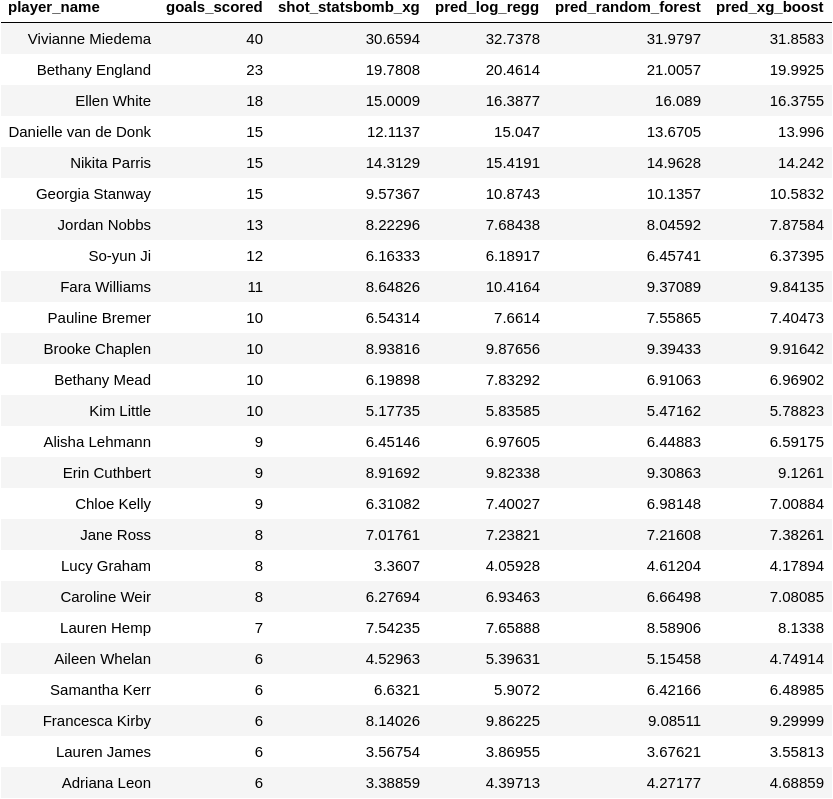 player_name goals_scored shot_statsbomb_xg pred_log_regg pred_random_forest pred_xg_boost
Vivianne Miedema 40 30.6594 32.7378 31.9797 31.8583
Bethany England 23 19.7808 20.4614 21.0057 19.9925
Ellen White 18 15.0009 16.3877 16.089 16.3755
Danielle van de Donk 15 12.1137 15.047 13.6705 13.996
Nikita Parris 15 14.3129 15.4191 14.9628 14.242
Georgia Stanway 15 9.57367 10.8743 10.1357 10.5832
Jordan Nobbs 13 8.22296 7.68438 8.04592 7.87584
So-yun Ji 12 6.16333 6.18917 6.45741 6.37395
Fara Williams 11 8.64826 10.4164 9.37089 9.84135
Pauline Bremer 10 6.54314 7.6614 7.55865 7.40473
Brooke Chaplen 10 8.93816 9.87656 9.39433 9.91642
Bethany Mead 10 6.19898 7.83292 6.91063 6.96902
Kim Little 10 5.17735 5.83585 5.47162 5.78823
Alisha Lehmann 9 6.45146 6.97605 6.44883 6.59175
Erin Cuthbert 9 8.91692 9.82338 9.30863 9.1261
Chloe Kelly 9 6.31082 7.40027 6.98148 7.00884
Jane Ross 8 7.01761 7.23821 7.21608 7.38261
Lucy Graham 8 3.3607 4.05928 4.61204 4.17894
Caroline Weir 8 6.27694 6.93463 6.66498 7.08085
Lauren Hemp 7 7.54235 7.65888 8.58906 8.1338
Aileen Whelan 6 4.52963 5.39631 5.15458 4.74914
Samantha Kerr 6 6.6321 5.9072 6.42166 6.48985
Francesca Kirby 6 8.14026 9.86225 9.08511 9.29999
Lauren James 6 3.56754 3.86955 3.67621 3.55813
Adriana Leon 6 3.38859 4.39713 4.27177 4.68859